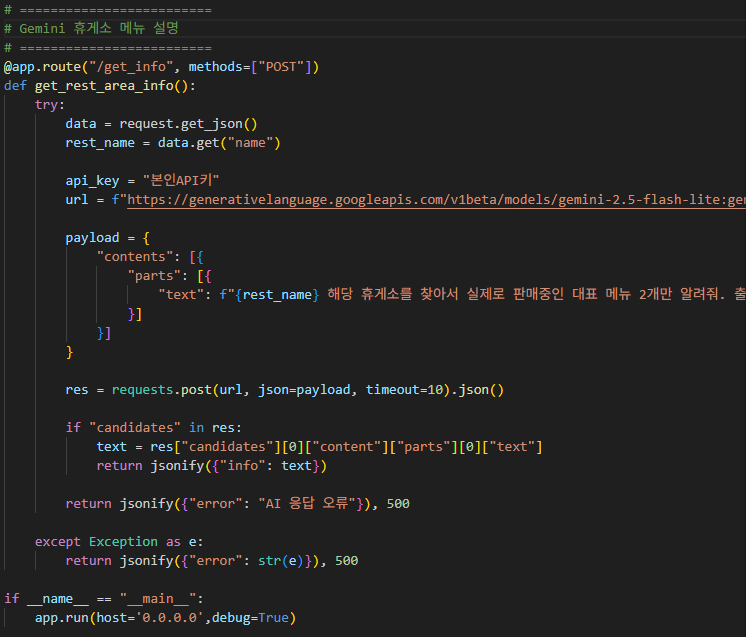 # =========================
# Gemini 휴게소 메뉴 설명
# =========================
@app.route("/get_info", methods=["POST"])
def get_rest_area_info():
    try:
        data = request.get_json()
        rest_name = data.get("name")

        api_key = "본인API키"
        url = f"https://generativelanguage.googleapis.com/v1beta/models/gemini-2.5-flash-lite:gen

        payload = {
            "contents": [{
                "parts": [{
                    "text": f"{rest_name} 해당 휴게소를 찾아서 실제로 판매중인 대표 메뉴 2개만 알려줘. 출
                }]
            }]
        }

        res = requests.post(url, json=payload, timeout=10).json()

        if "candidates" in res:
            text = res["candidates"][0]["content"]["parts"][0]["text"]
            return jsonify({"info": text})

        return jsonify({"error": "AI 응답 오류"}), 500

    except Exception as e:
        return jsonify({"error": str(e)}), 500

if __name__ == "__main__":
    app.run(host='0.0.0.0',debug=True)